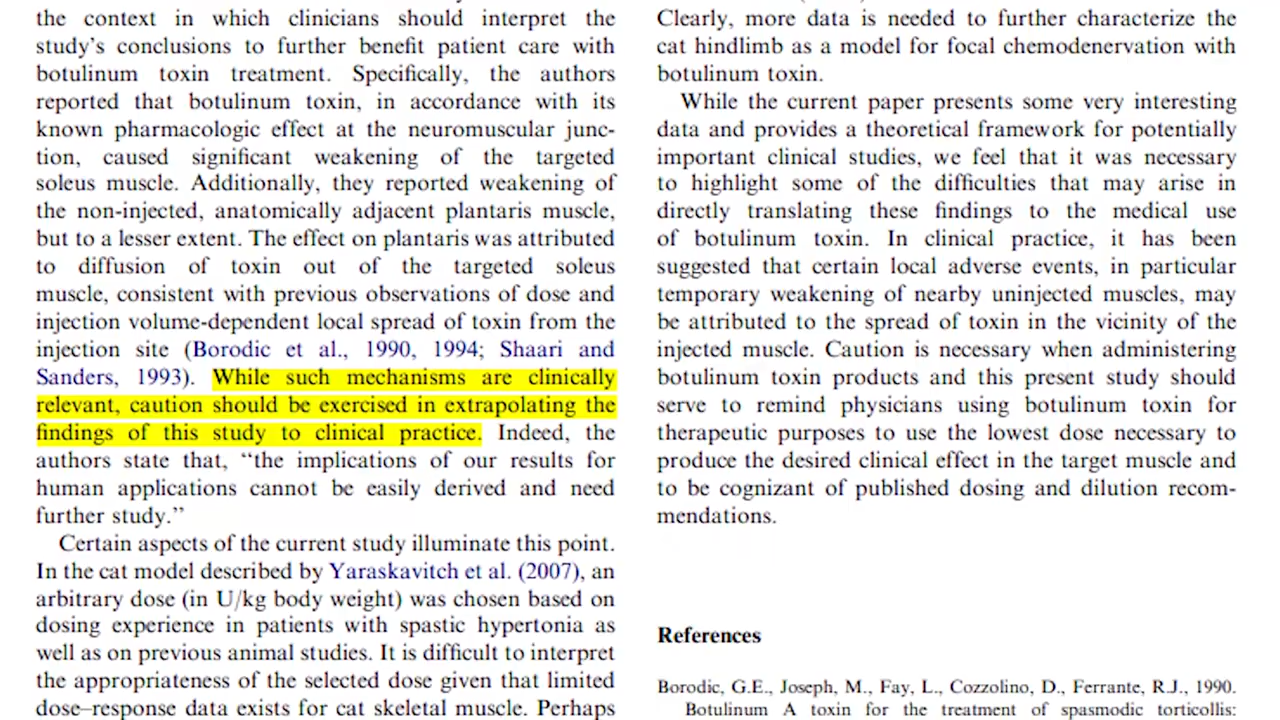 the context in which clinicians should interpret the
study's conclusions to further benefit patient care with
botulinum toxin treatment. Specifically, the authors
reported that botulinum toxin, in accordance with its
known pharmacologic effect at the neuromuscular junc-
tion, caused significant weakening of the targeted
soleus muscle. Additionally, they reported weakening of
the non-injected, anatomically adjacent plantaris muscle,
but to a lesser extent. The effect on plantaris was attributed
to diffusion of toxin out of the targeted soleus
muscle, consistent with previous observations of dose and
injection volume-dependent local spread of toxin from the
injection site (Borodic et al., 1990, 1994; Shaari and
Sanders, 1993). While such mechanisms are clinically
relevant, caution should be exercised in extrapolating the
findings of this study to clinical practice. Indeed, the
authors state that, “the implications of our results for
human applications cannot be easily derived and need
further study.”
Certain aspects of the current study illuminate this point.
In the cat model described by Yaraskavitch et al. (2007), an
arbitrary dose (in U/kg body weight) was chosen based on
dosing experience in patients with spastic hypertonia as
well as on previous animal studies. It is difficult to interpret
the appropriateness of the selected dose given that limited
dose–response data exists for cat skeletal muscle. Perhaps
Clearly, more data is needed to further characterize the
cat hindlimb as a model for focal chemodenervation with
botulinum toxin.
While the current paper presents some very interesting
data and provides a theoretical framework for potentially
important clinical studies, we feel that it was necessary
to highlight some of the difficulties that may arise in
directly translating these findings to the medical use
of botulinum toxin. In clinical practice, it has been
suggested that certain local adverse events, in particular
temporary weakening of nearby uninjected muscles, may
be attributed to the spread of toxin in the vicinity of the
injected muscle. Caution is necessary when administering
botulinum toxin products and this present study should
serve to remind physicians using botulinum toxin for
therapeutic purposes to use the lowest dose necessary to
produce the desired clinical effect in the target muscle and
to be cognizant of published dosing and dilution recom-
mendations.
References
Borodic, G.E., Joseph, M., Fay, L., Cozzolino, D., Ferrante, R.J., 1990.
Botulinum A toxin for the treatment of spasmodic torticollis: